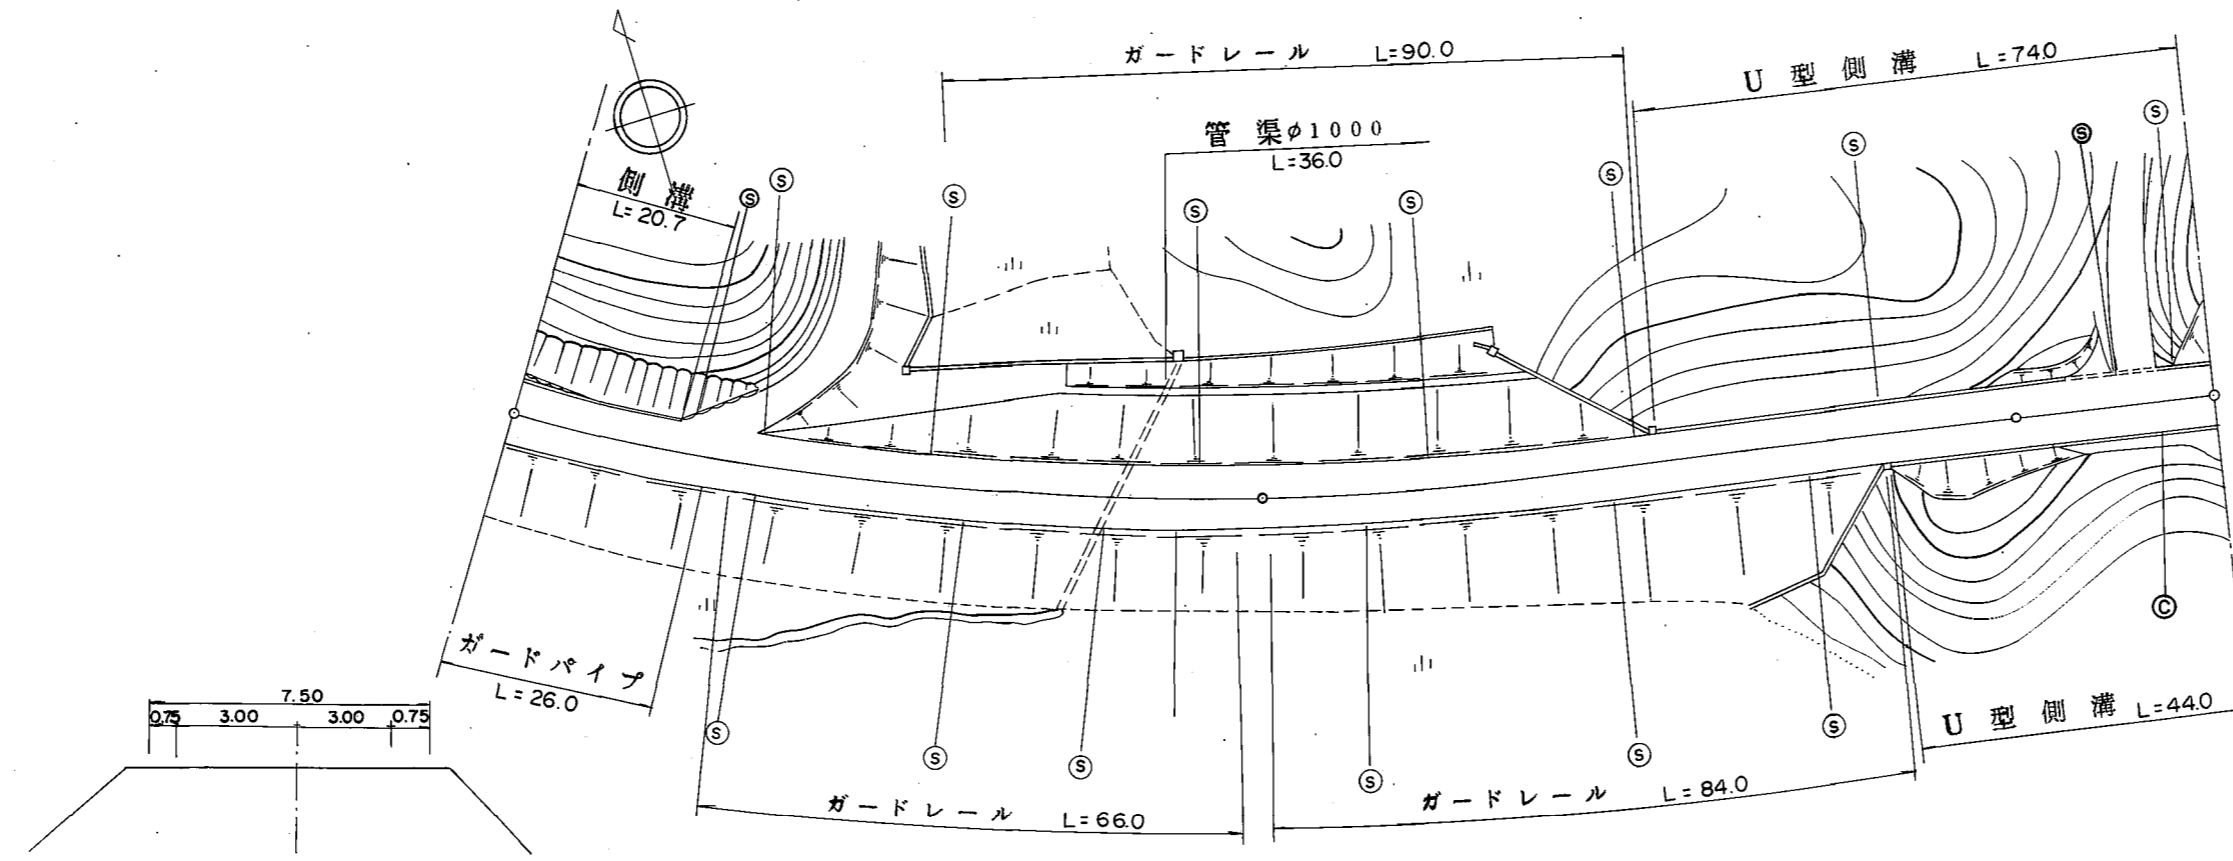 ガードレール L=90.0
U型側溝 L=74.0
管渠φ1000
L=36.0
側溝
L=20.7
S
S
S
S
S
S
S
S
S
ガードパイプ
L=26.0
7.50
0.75 3.00 3.00 0.75
S
S
S
S
S
S
C
ガードレール L=66.0
ガードレール L=84.0
U型側溝 L=44.0